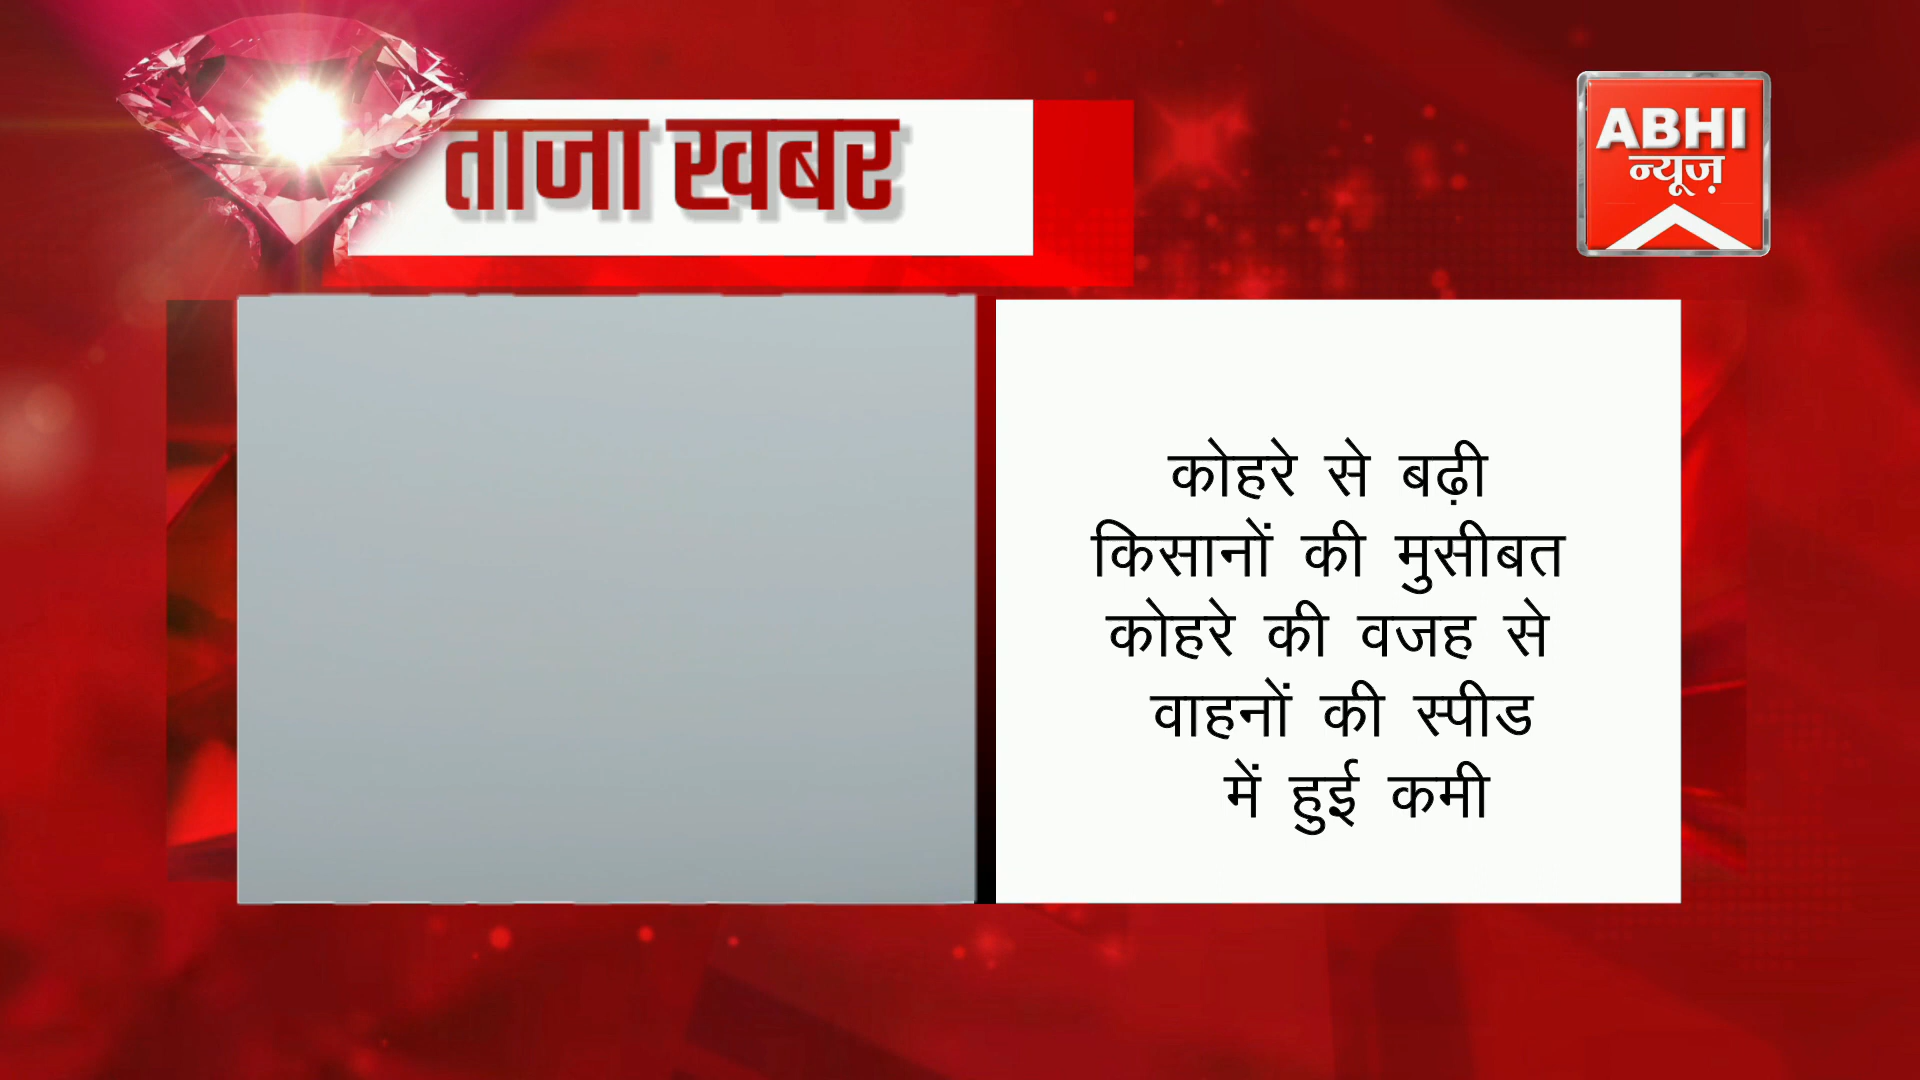 ताजा खबर
ABHI
न्यूज़
कोहरे से बढ़ी
किसानों की मुसीबत
कोहरे की वजह से
वाहनों की स्पीड
में हुई कमी